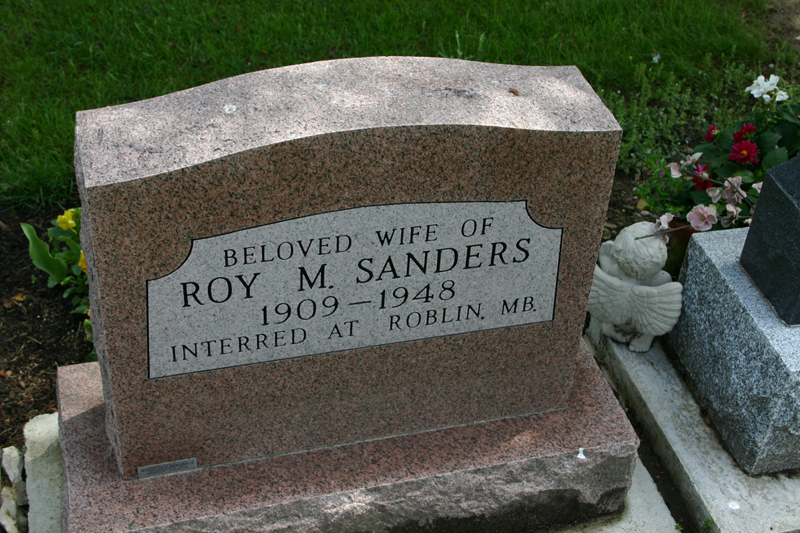 BELOVED WIFE OF
ROY M. SANDERS
1909-1948
INTERRED AT ROBLIN, MB.